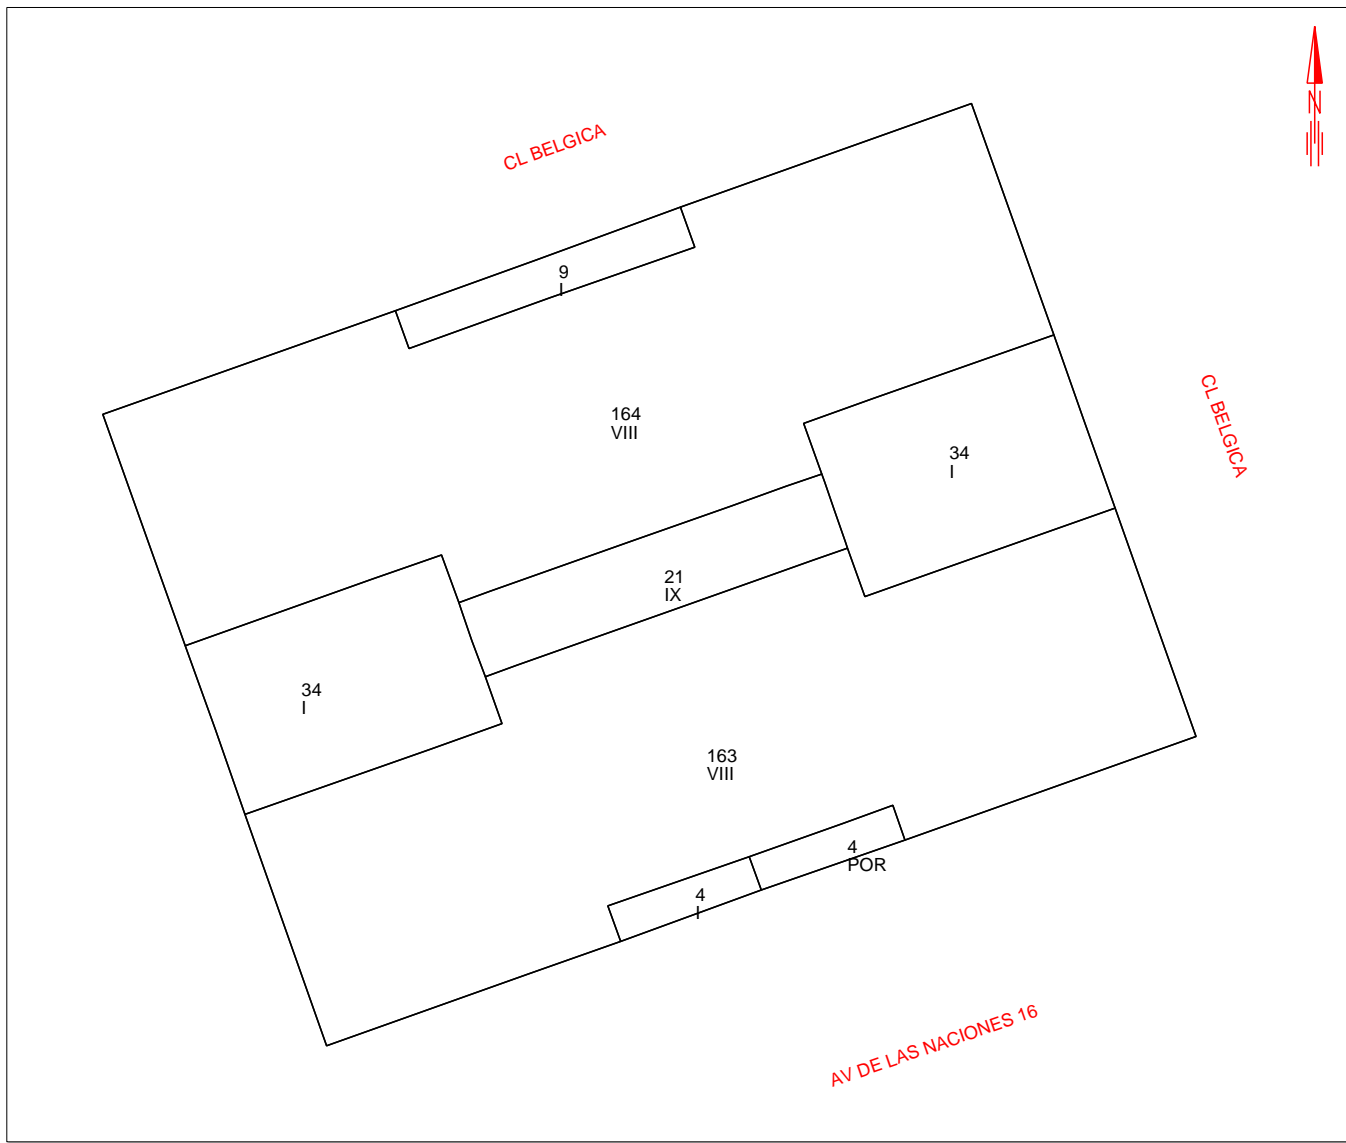 N
CL BELGICA
9
I
CL BELGICA
164
VIII
34
I
21
IX
34
I
163
VIII
4
POR
4
I
AV DE LAS NACIONES 16